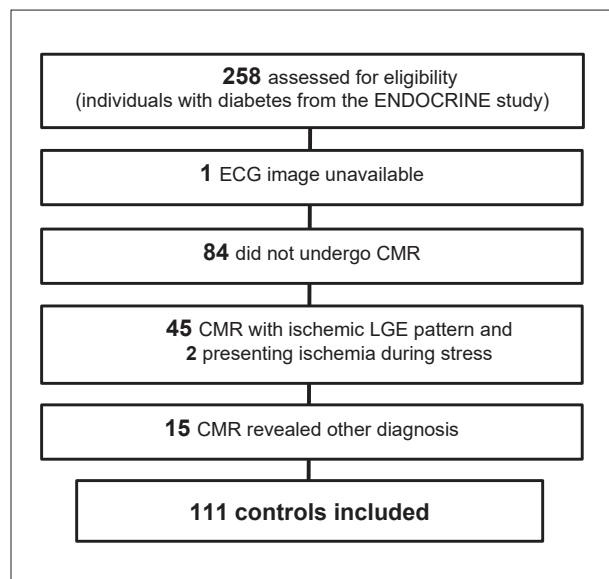 258 assessed for eligibility
(individuals with diabetes from the ENDOCRINE study)
1 ECG image unavailable
84 did not undergo CMR
45 CMR with ischemic LGE pattern and
2 presenting ischemia during stress
15 CMR revealed other diagnosis
111 controls included